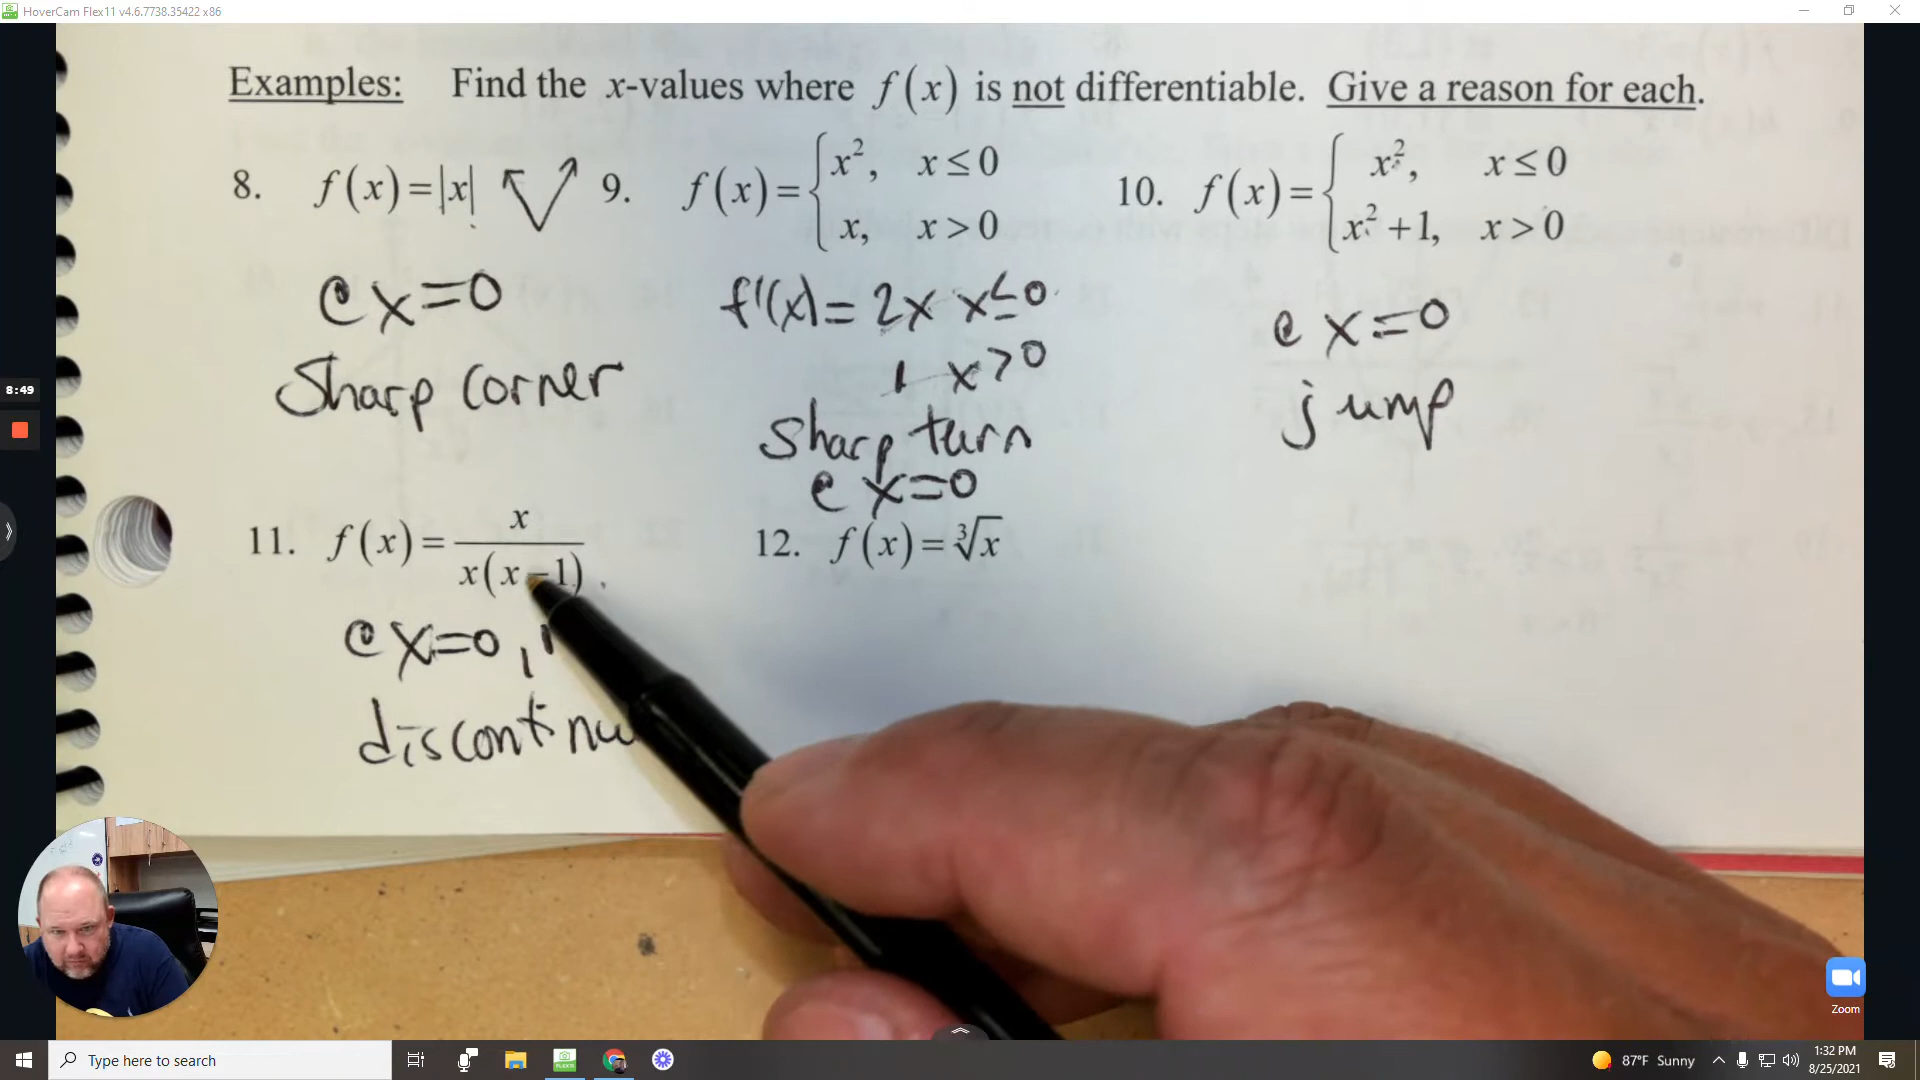 HoverCam Flex11 v4.6.7738.35422 x86
Examples: Find the x-values where f(x) is not differentiable. Give a reason for each.
8. f(x)=|x|
9. f(x)={x², x≤0
x, x>0
10. f(x)={x², x≤0
x²+1, x>0
@ x=0
Sharp corner
f'(x)= 2x x≤0
1 x>0
Sharp turn
@ x=0
@ x=0
jump
11. f(x)=x/x(x-1)
12. f(x)=∛x
@ x=0, 1
discontinu
8:49
Zoom
Type here to search
87°F Sunny
1:32 PM
8/25/2021